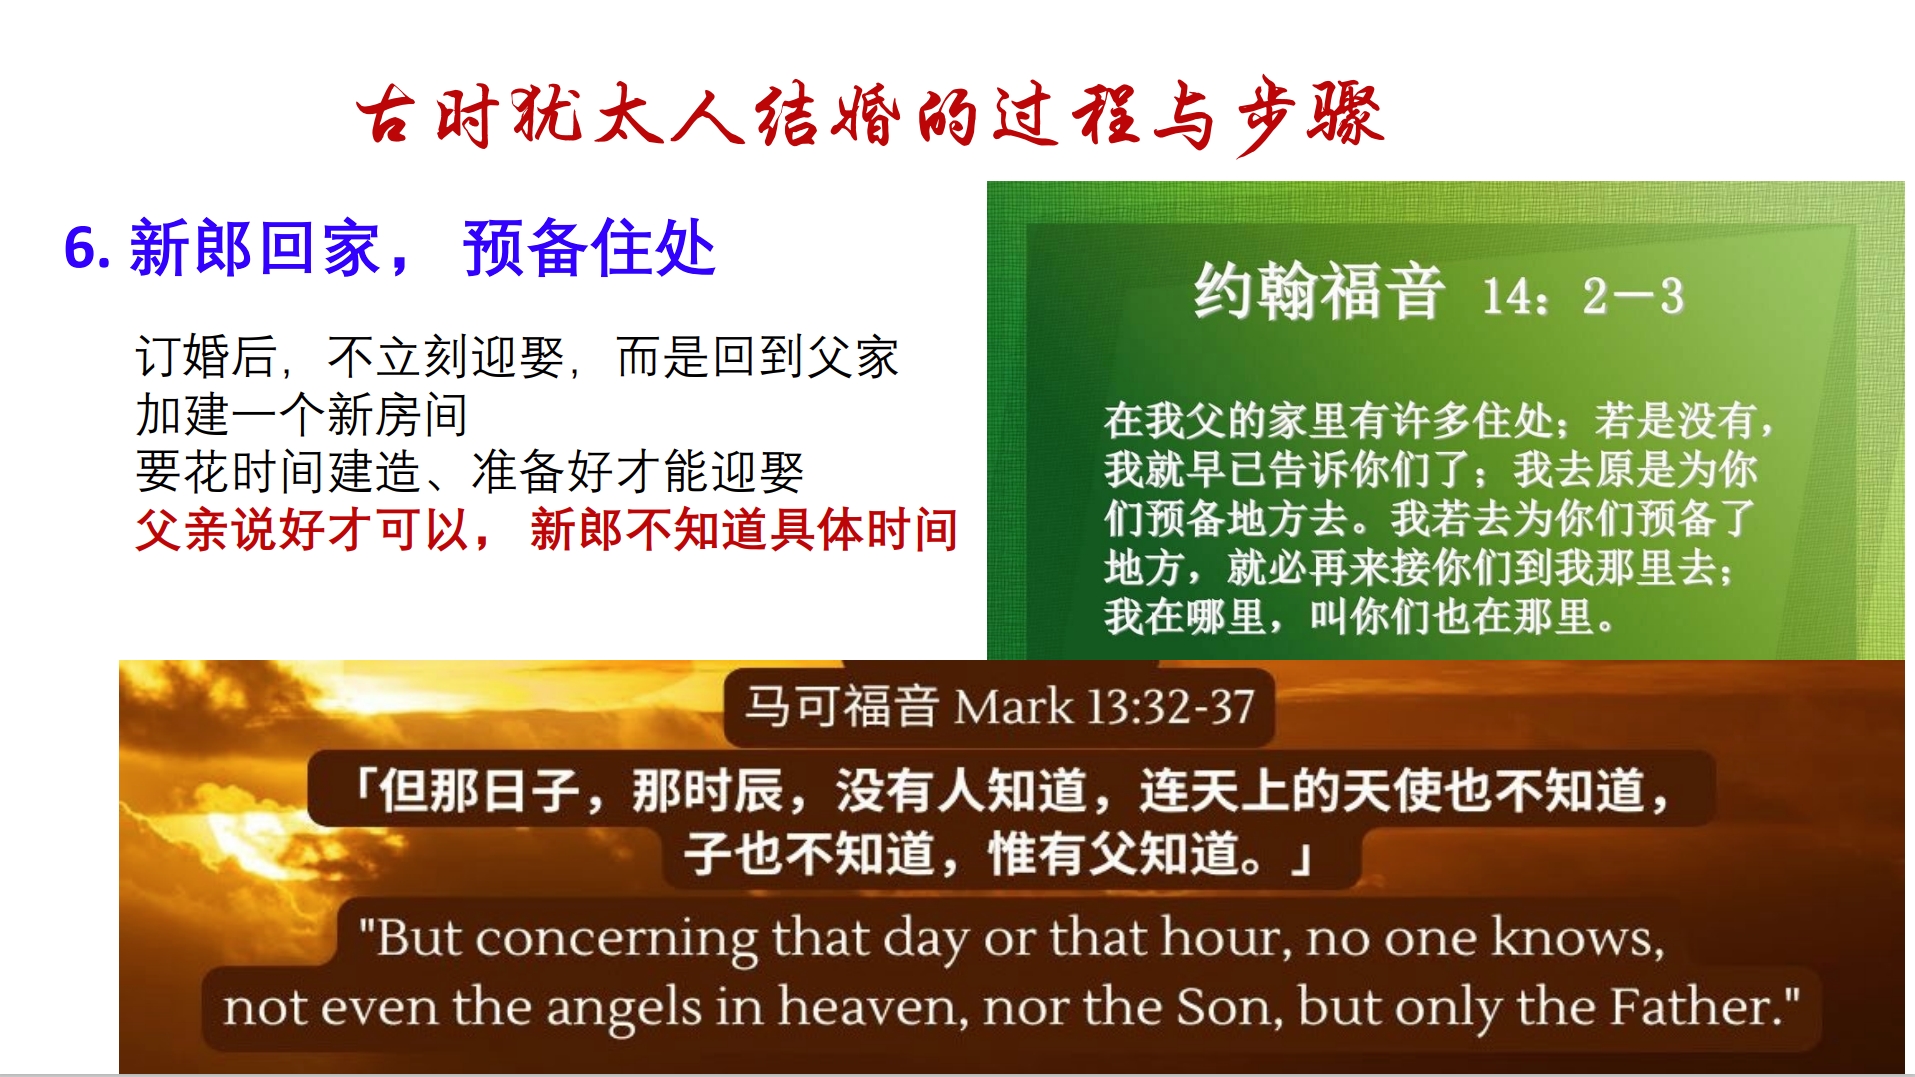 古时犹太人结婚的过程与步骤
6. 新郎回家， 预备住处
订婚后，不立刻迎娶，而是回到父家
加建一个新房间
要花时间建造、准备好才能迎娶
父亲说好才可以， 新郎不知道具体时间
约翰福音 14：2－3
在我父的家里有许多住处；若是没有，
我就早已告诉你们了；我去原是为你
们预备地方去。我若去为你们预备了
地方，就必再来接你们到我那里去；
我在哪里，叫你们也在那里。
马可福音 Mark 13:32-37
「但那日子，那时辰，没有人知道，连天上的天使也不知道，
子也不知道，惟有父知道。」
"But concerning that day or that hour, no one knows,
not even the angels in heaven, nor the Son, but only the Father."